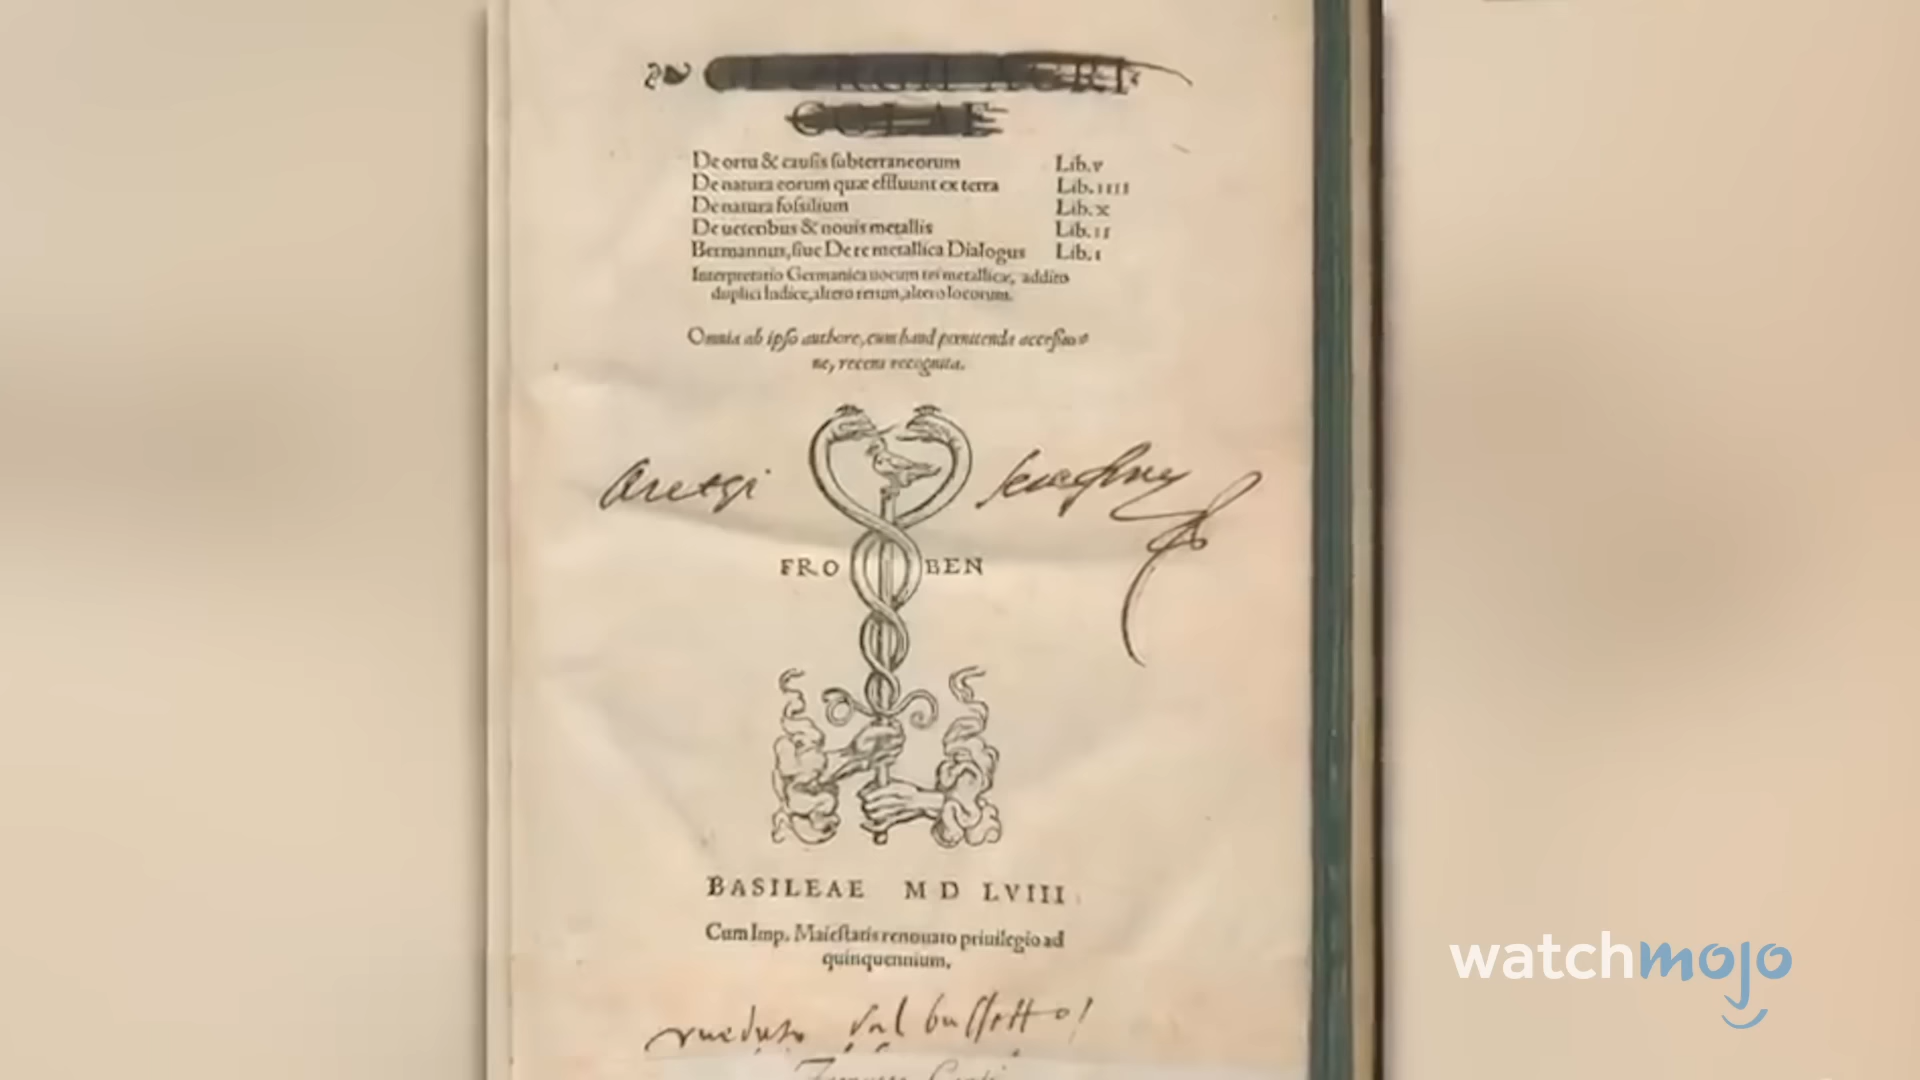 De ortu & causis subterraneorum Lib. v
De natura eorum quæ effluunt ex terra Lib. IIII
De natura fossilium Lib. x
De ueteribus & nouis metallis Lib. II
Bermannus, siue De re metallica Dialogus Lib. I
Interpretatio Germanica uocum rei metallicæ, addito
duplici Indice, altero rerum, altero locorum.
Omnia ab ipso authore, cum haud pœnitenda accessio
ne, recens recognita.
FRO BEN
BASILEAE M D LVIII
Cum Imp. Maiestatis renouato priuilegio ad
quinquennium.
watchmojo